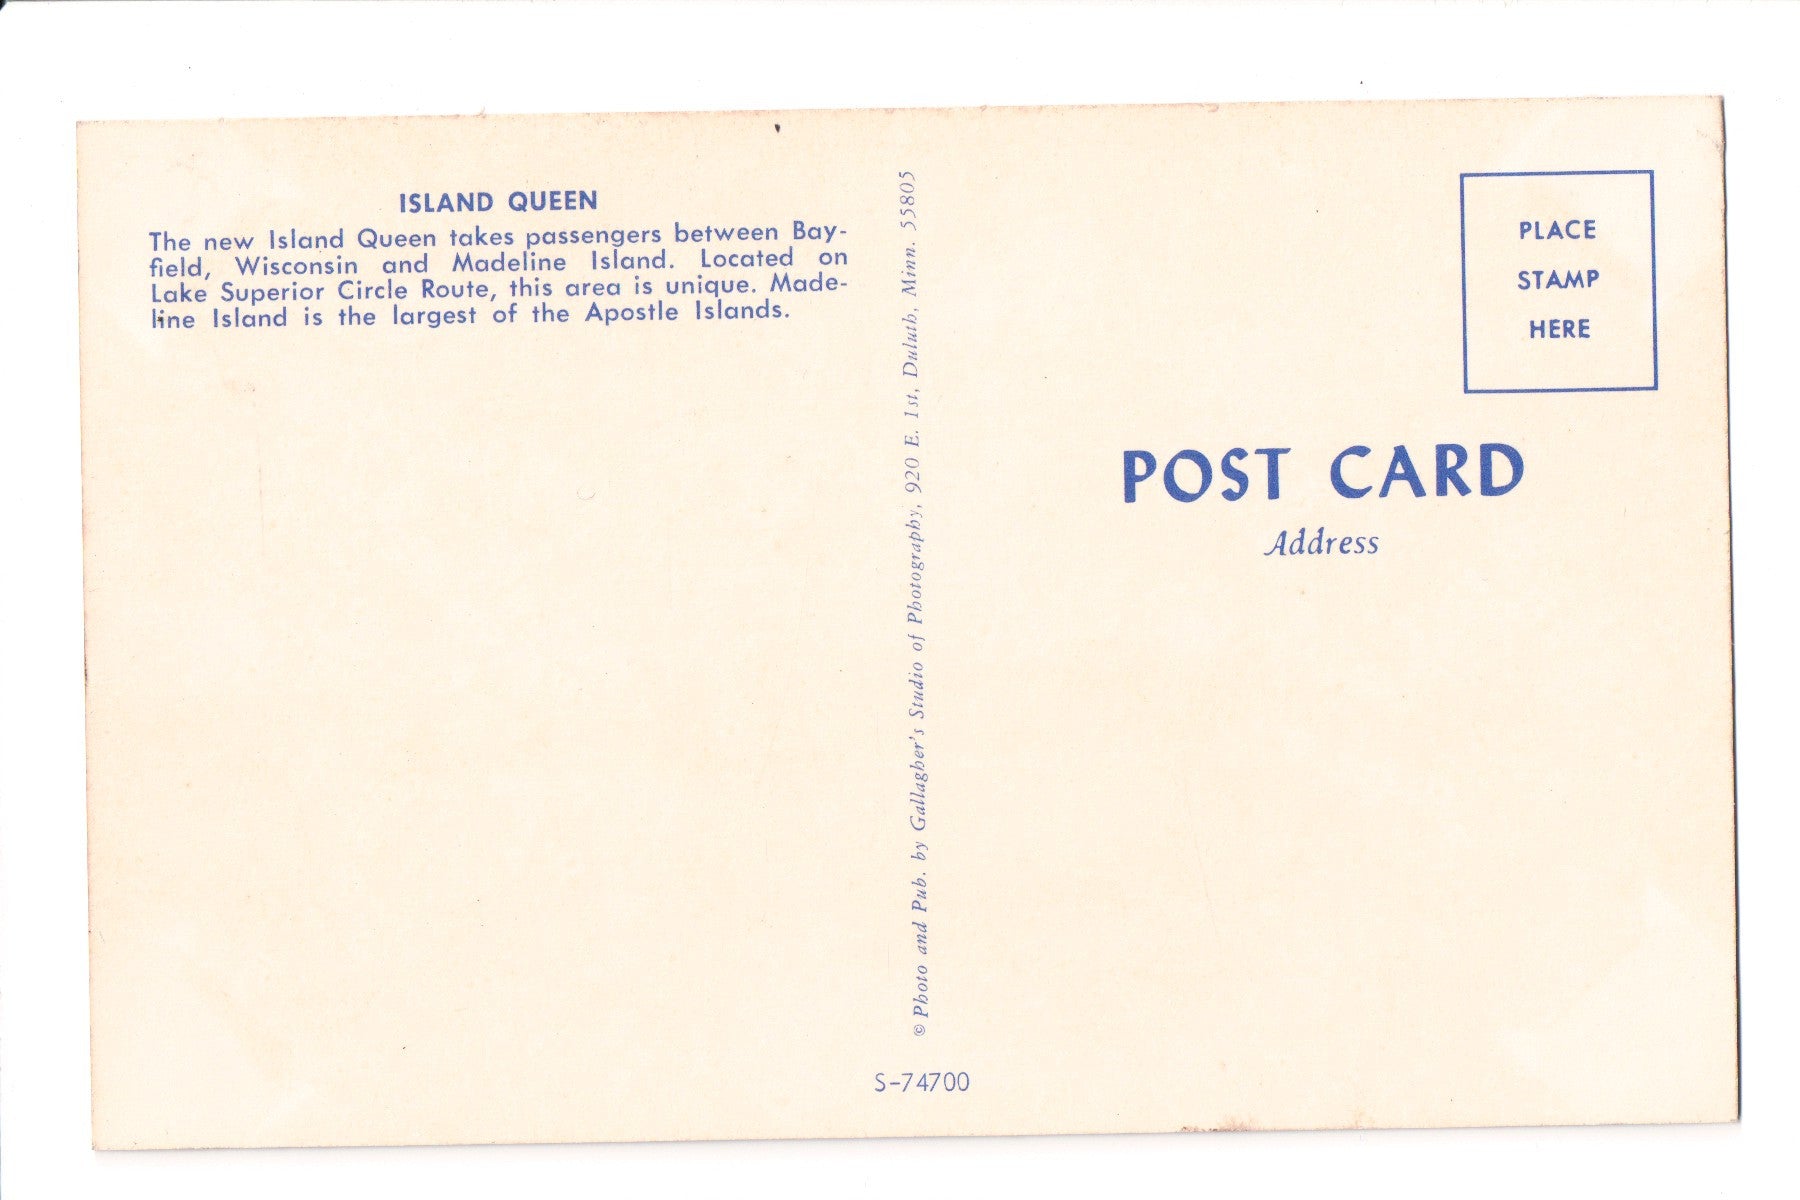 ISLAND QUEEN
The new Island Queen takes passengers between Bay-
field, Wisconsin and Madeline Island. Located on
Lake Superior Circle Route, this area is unique. Made-
line Island is the largest of the Apostle Islands.
© Photo and Pub. by Gallagher's Studio of Photography, 920 E. 1st, Duluth, Minn. 55805
S-74700
PLACE
STAMP
HERE
POST CARD
Address